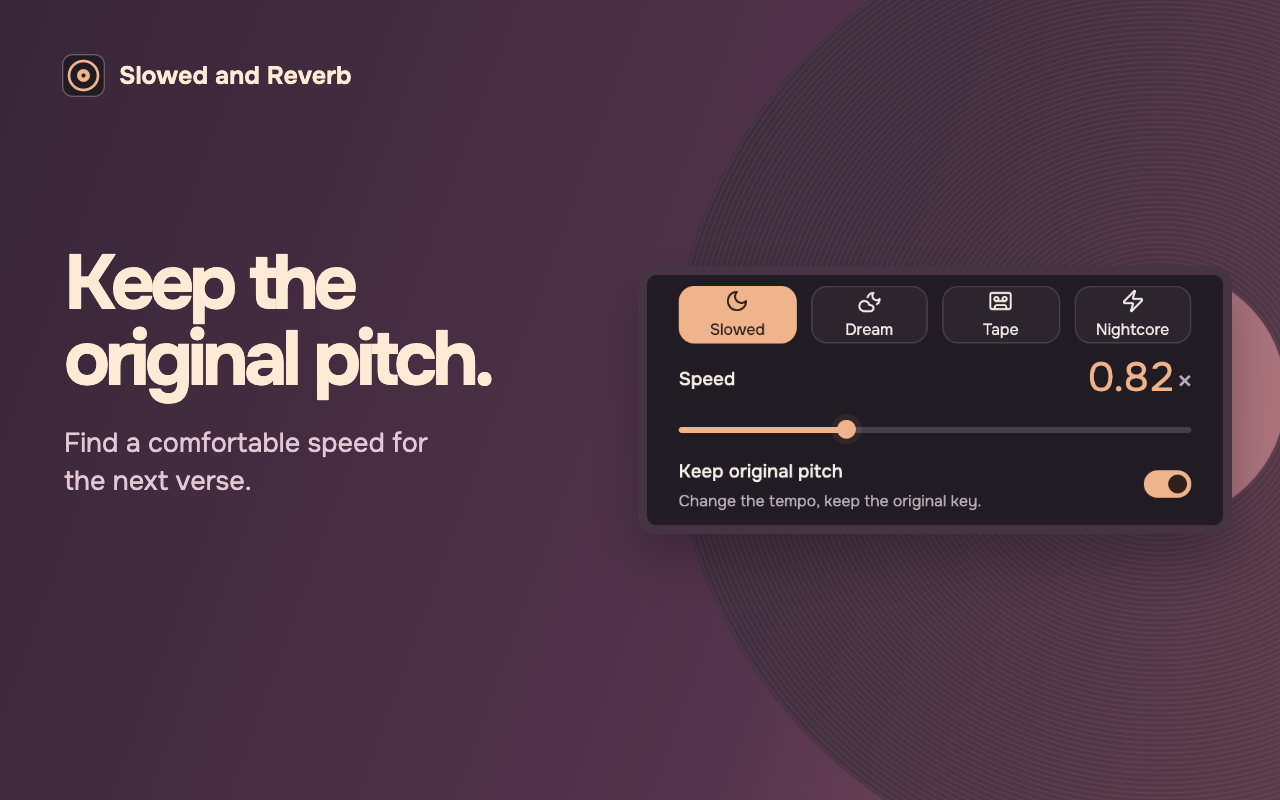 Slowed and Reverb
Keep the
original pitch.
Find a comfortable speed for
the next verse.
Slowed
Dream
Tape
Nightcore
Speed
0.82×
Keep original pitch
Change the tempo, keep the original key.